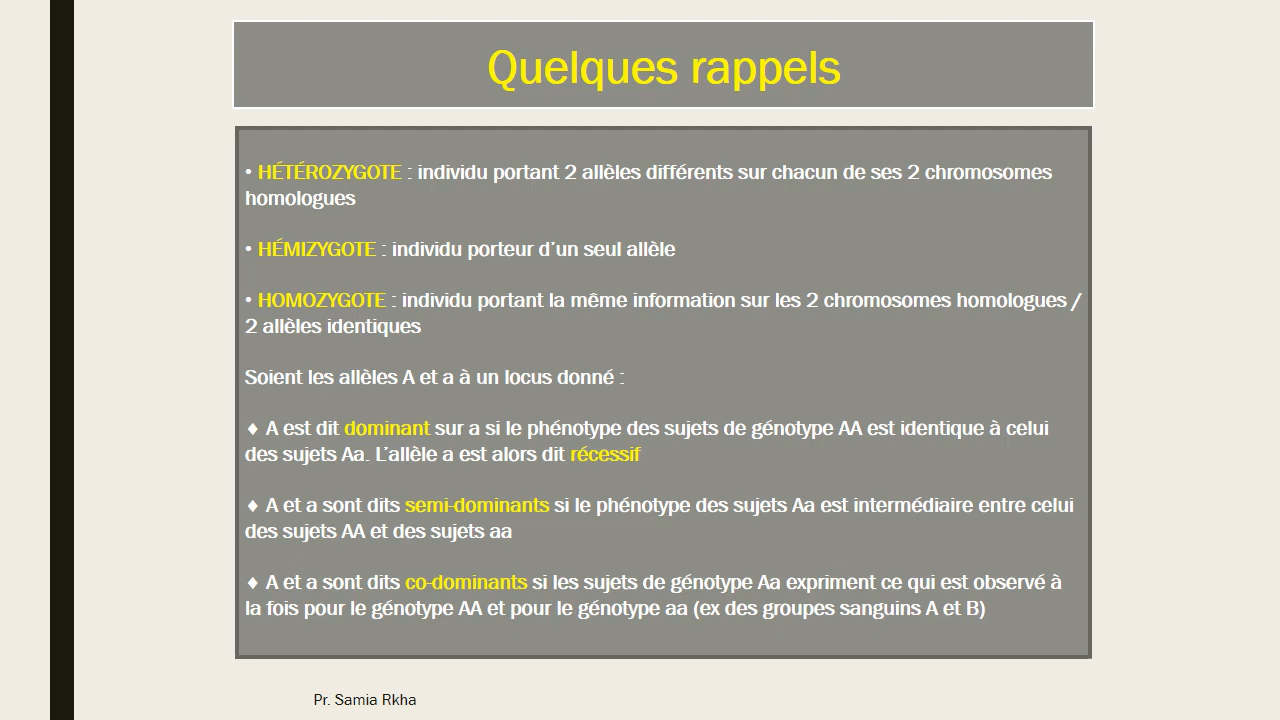 Quelques rappels
• HÉTÉROZYGOTE : individu portant 2 allèles différents sur chacun de ses 2 chromosomes
homologues
• HÉMIZYGOTE : individu porteur d’un seul allèle
• HOMOZYGOTE : individu portant la même information sur les 2 chromosomes homologues /
2 allèles identiques
Soient les allèles A et a à un locus donné :
♦ A est dit dominant sur a si le phénotype des sujets de génotype AA est identique à celui
des sujets Aa. L’allèle a est alors dit récessif
♦ A et a sont dits semi-dominants si le phénotype des sujets Aa est intermédiaire entre celui
des sujets AA et des sujets aa
♦ A et a sont dits co-dominants si les sujets de génotype Aa expriment ce qui est observé à
la fois pour le génotype AA et pour le génotype aa (ex des groupes sanguins A et B)
Pr. Samia Rkha